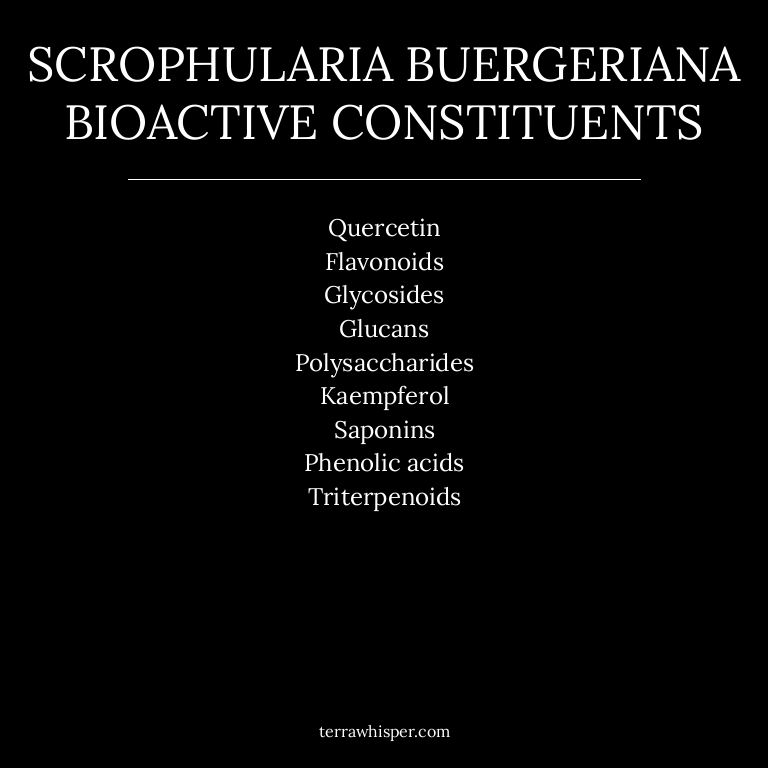 SCROPHULARIA BUERGERIANA
BIOACTIVE CONSTITUENTS
Quercetin
Flavonoids
Glycosides
Glucans
Polysaccharides
Kaempferol
Saponins
Phenolic acids
Triterpenoids
terrawhisper.com